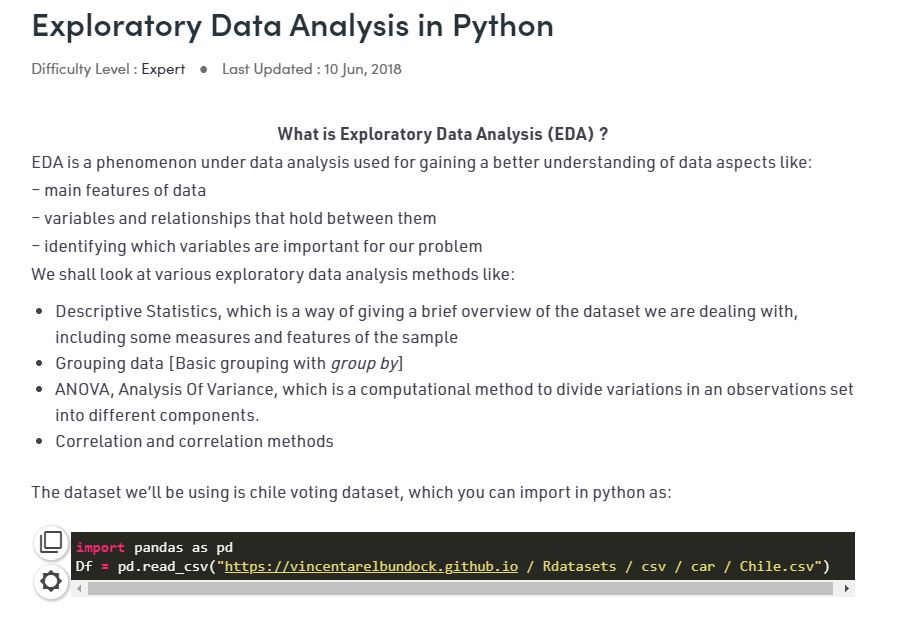 Exploratory Data Analysis in Python
Difficulty Level : Expert ● Last Updated : 10 Jun, 2018
What is Exploratory Data Analysis (EDA) ?
EDA is a phenomenon under data analysis used for gaining a better understanding of data aspects like:
– main features of data
– variables and relationships that hold between them
– identifying which variables are important for our problem
We shall look at various exploratory data analysis methods like:
• Descriptive Statistics, which is a way of giving a brief overview of the dataset we are dealing with,
including some measures and features of the sample
• Grouping data [Basic grouping with group by]
• ANOVA, Analysis Of Variance, which is a computational method to divide variations in an observations set
into different components.
• Correlation and correlation methods
The dataset we’ll be using is chile voting dataset, which you can import in python as:
import pandas as pd
Df = pd.read_csv("https://vincentarelbundock.github.io / Rdatasets / csv / car / Chile.csv")